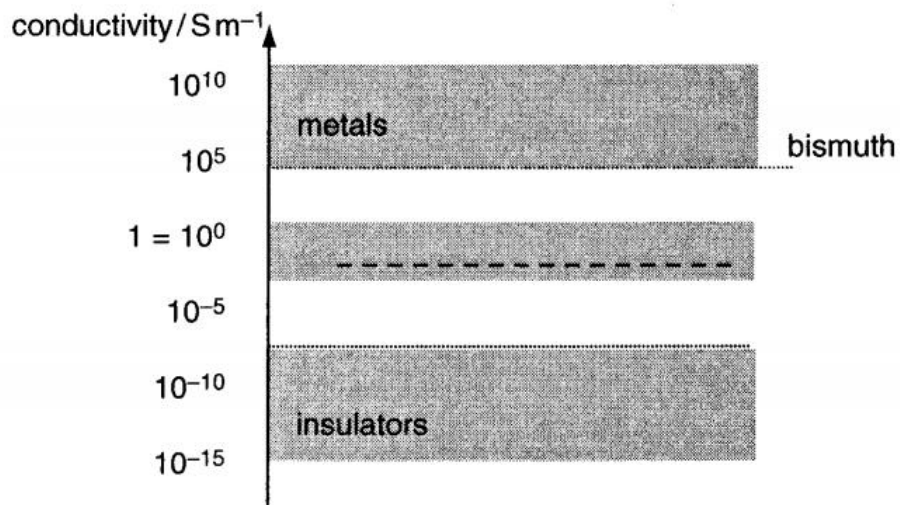 conductivity/S m⁻¹
10¹⁰
metals
10⁵
bismuth
1 = 10⁰
10⁻⁵
10⁻¹⁰
insulators
10⁻¹⁵